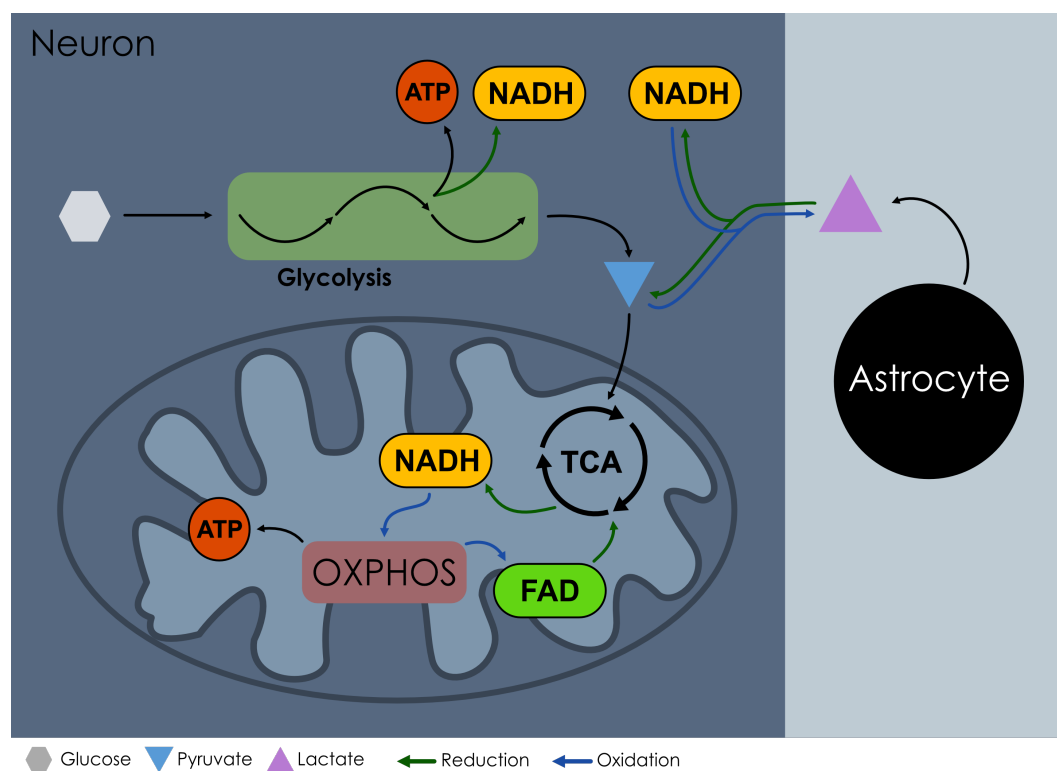 Neuron
ATP
NADH
NADH
Glycolysis
Astrocyte
NADH
TCA
ATP
OXPHOS
FAD
Glucose
Pyruvate
Lactate
Reduction
Oxidation